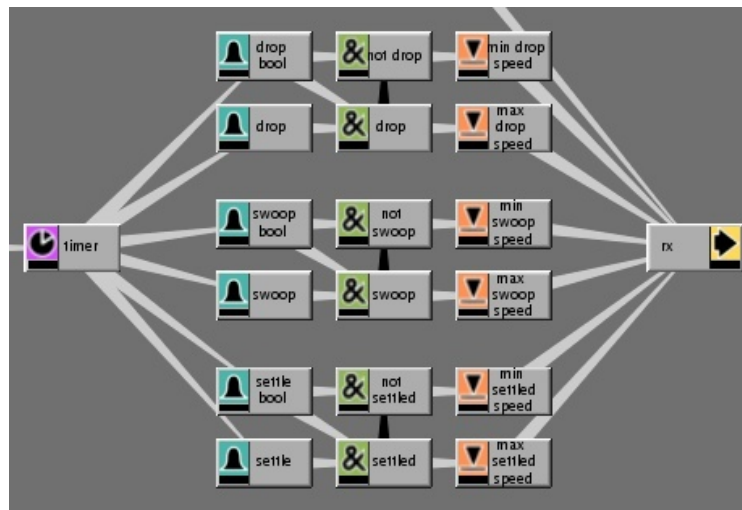 drop
bool
not drop
min drop
speed
drop
drop
max
drop
speed
swoop
bool
not
swoop
min
swoop
speed
timer
rx
swoop
swoop
max
swoop
speed
settle
bool
not
settled
min
settled
speed
settle
settled
max
settled
speed